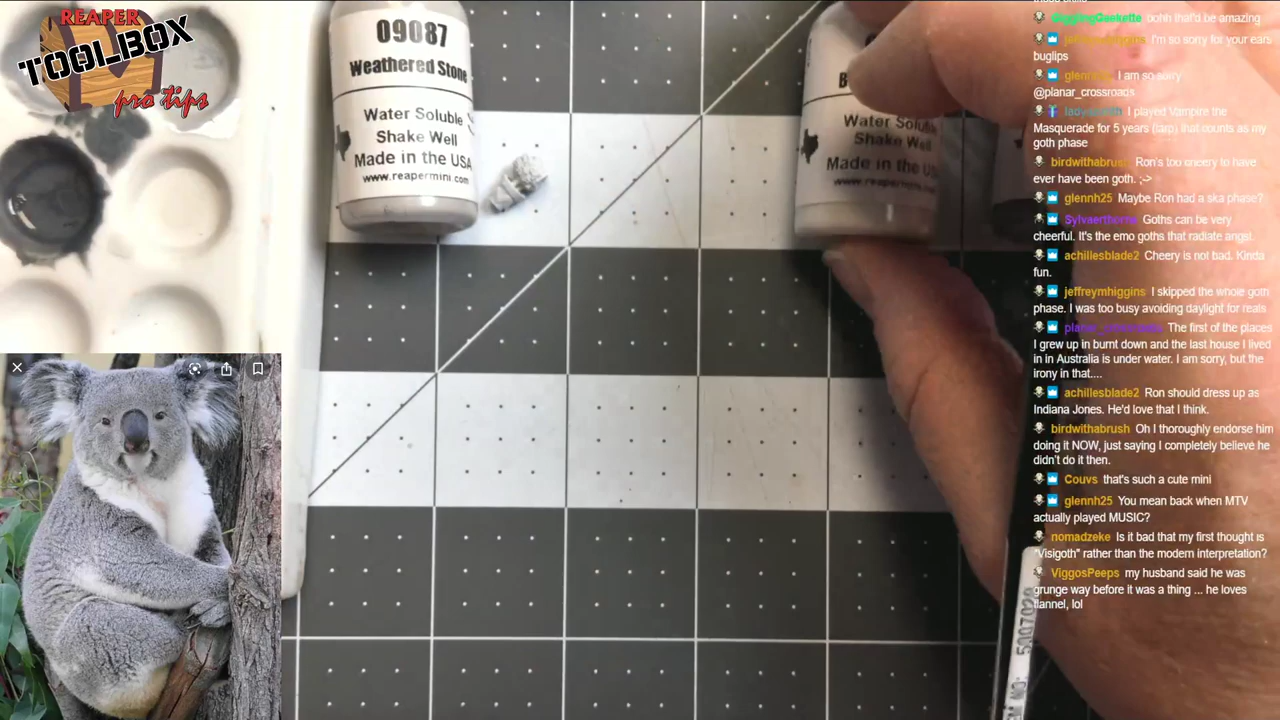 REAPER
TOOLBOX
pro tips
09087
Weathered Stone
Water Soluble
Shake Well
Made in the USA
www.reapermini.com
B
Water Soluble
Shake Well
Made in the USA
www.reapermini.com
5007020
GigglingGeekette oohh that'd be amazing
I'm so sorry for your ears
buglips
I am so sorry
@planar_crossroads
I played Vampire the
Masquerade for 5 years (larp) that counts as my
goth phase
birdwithabrush Ron's too cheery to have
ever have been goth. ;->
glennh25 Maybe Ron had a ska phase?
Sylvaerthorne Goths can be very
cheerful. It's the emo goths that radiate angst.
achillesblade2 Cheery is not bad. Kinda
fun.
jeffreymhiggins I skipped the whole goth
phase. I was too busy avoiding daylight for reals
The first of the places
I grew up in burnt down and the last house I lived
in in Australia is under water. I am sorry, but the
irony in that....
achillesblade2 Ron should dress up as
Indiana Jones. He'd love that I think.
birdwithabrush Oh I thoroughly endorse him
doing it NOW, just saying I completely believe he
didn't do it then.
Couvs that's such a cute mini
glennh25 You mean back when MTV
actually played MUSIC?
nomadzeke Is it bad that my first thought is
"Visigoth" rather than the modern interpretation?
ViggosPeeps my husband said he was
grunge way before it was a thing ... he loves
flannel, lol